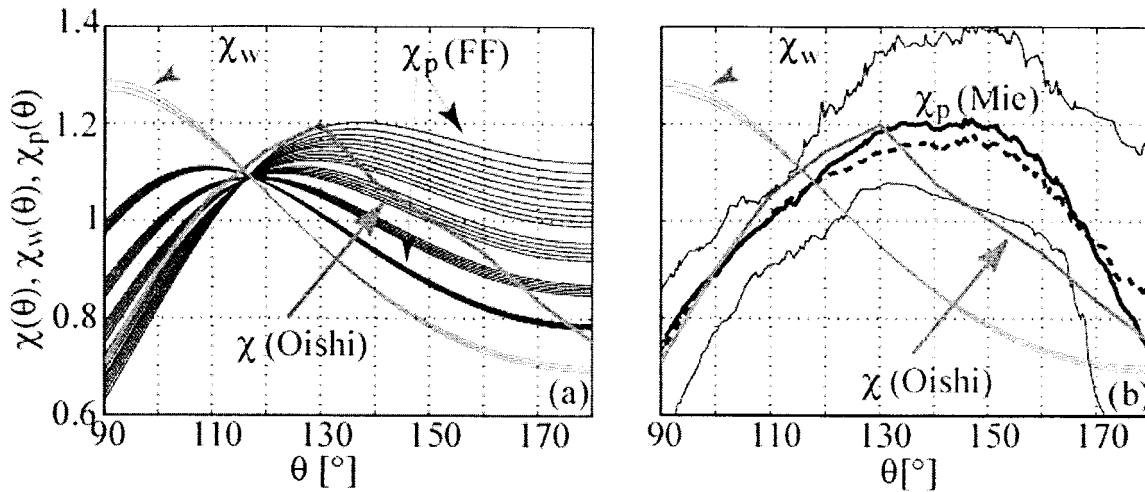 χ(θ), χw(θ), χp(θ)
1.4
1.2
1
0.8
0.6
χw
χp (FF)
χ (Oishi)
(a)
90 110 130 150 170
θ [°]
χw
χp (Mie)
χ (Oishi)
(b)
90 110 130 150 170
θ[°]